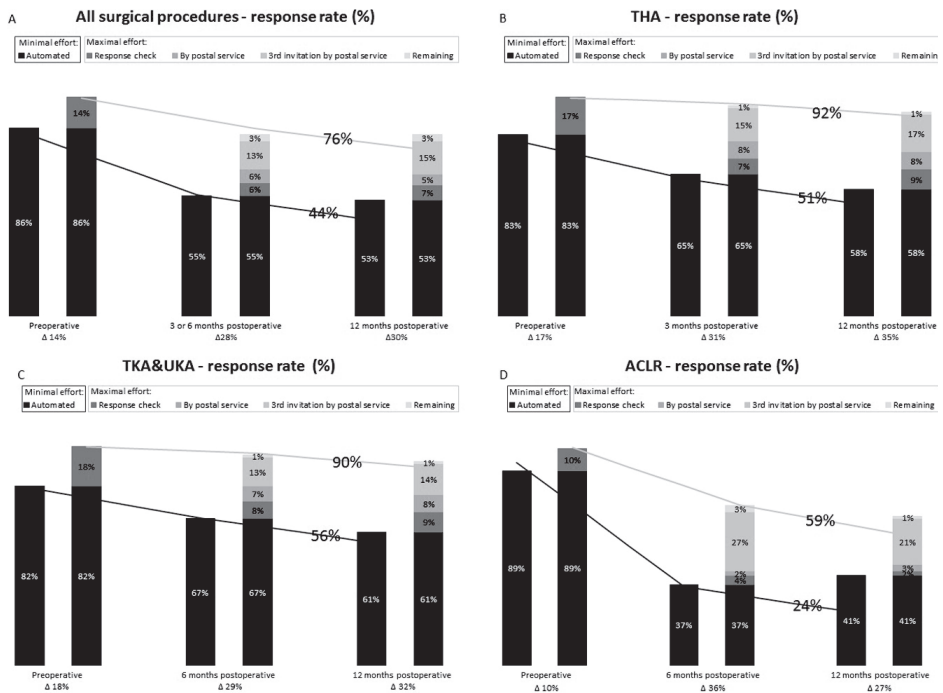 A
All surgical procedures - response rate (%)
Minimal effort: Maximal effort:
Automated Response check By postal service 3rd invitation by postal service Remaining
14%
3%
76%
3%
13%
15%
6%
5%
6%
7%
44%
86% 86% 55% 55% 53% 53%
Preoperative 3 or 6 months postoperative 12 months postoperative
Δ 14% Δ28% Δ30%
B
THA - response rate (%)
Minimal effort: Maximal effort:
Automated Response check By postal service 3rd invitation by postal service Remaining
17%
1%
92%
1%
15%
17%
8%
8%
7%
9%
51%
83% 83% 65% 65% 58% 58%
Preoperative 3 months postoperative 12 months postoperative
Δ 17% Δ 31% Δ 35%
C
TKA&UKA - response rate (%)
Minimal effort: Maximal effort:
Automated Response check By postal service 3rd invitation by postal service Remaining
18%
1%
90%
1%
13%
14%
7%
8%
8%
9%
56%
82% 82% 67% 67% 61% 61%
Preoperative 6 months postoperative 12 months postoperative
Δ 18% Δ 29% Δ 32%
D
ACLR - response rate (%)
Minimal effort: Maximal effort:
Automated Response check By postal service 3rd invitation by postal service Remaining
10%
3%
59%
1%
27%
21%
2%
3%
4%
24%
89% 89% 37% 37% 41% 41%
Preoperative 6 months postoperative 12 months postoperative
Δ 10% Δ 36% Δ 27%